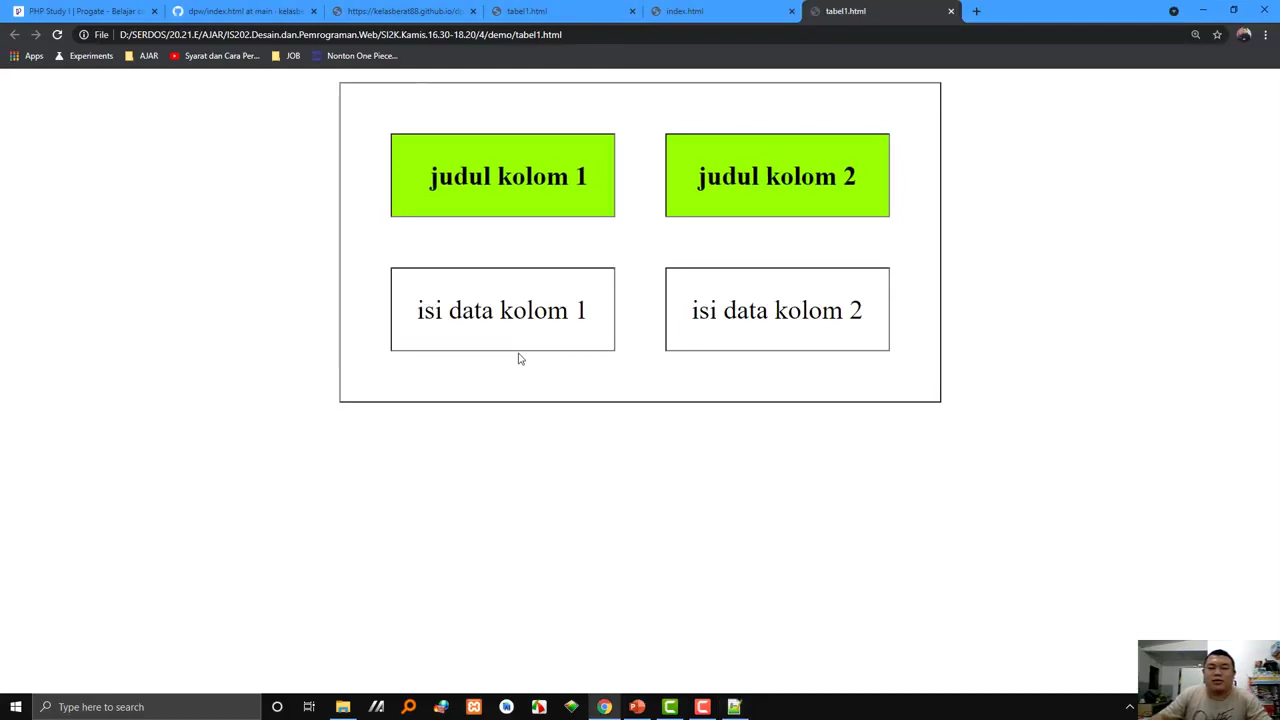 PHP Study I | Progate - Belajar c
dpw/index.html at main · kelasbe
https://kelasberat88.github.io/dp
tabel1.html
index.html
tabel1.html
File D:/SERDOS/20.21.E/AJAR/IS202.Desain.dan.Pemrograman.Web/SI2K.Kamis.16.30-18.20/4/demo/tabel1.html
Apps Experiments AJAR Syarat dan Cara Per... JOB Nonton One Piece...
judul kolom 1 judul kolom 2
isi data kolom 1 isi data kolom 2
Type here to search